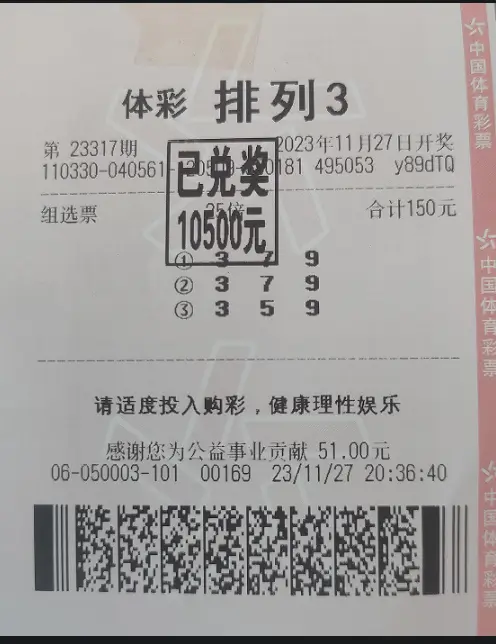 体彩 排列3
第 23317期 2023年11月27日开奖
110330-040561- 181 495053 y89dTQ
已兑奖
10500元
组选票 25倍 合计150元
① 3 7 9
② 3 7 9
③ 3 5 9
请适度投入购彩，健康理性娱乐
感谢您为公益事业贡献 51.00元
06-050003-101 00169 23/11/27 20:36:40
中国体育彩票
中国体育彩票
中国体育彩票